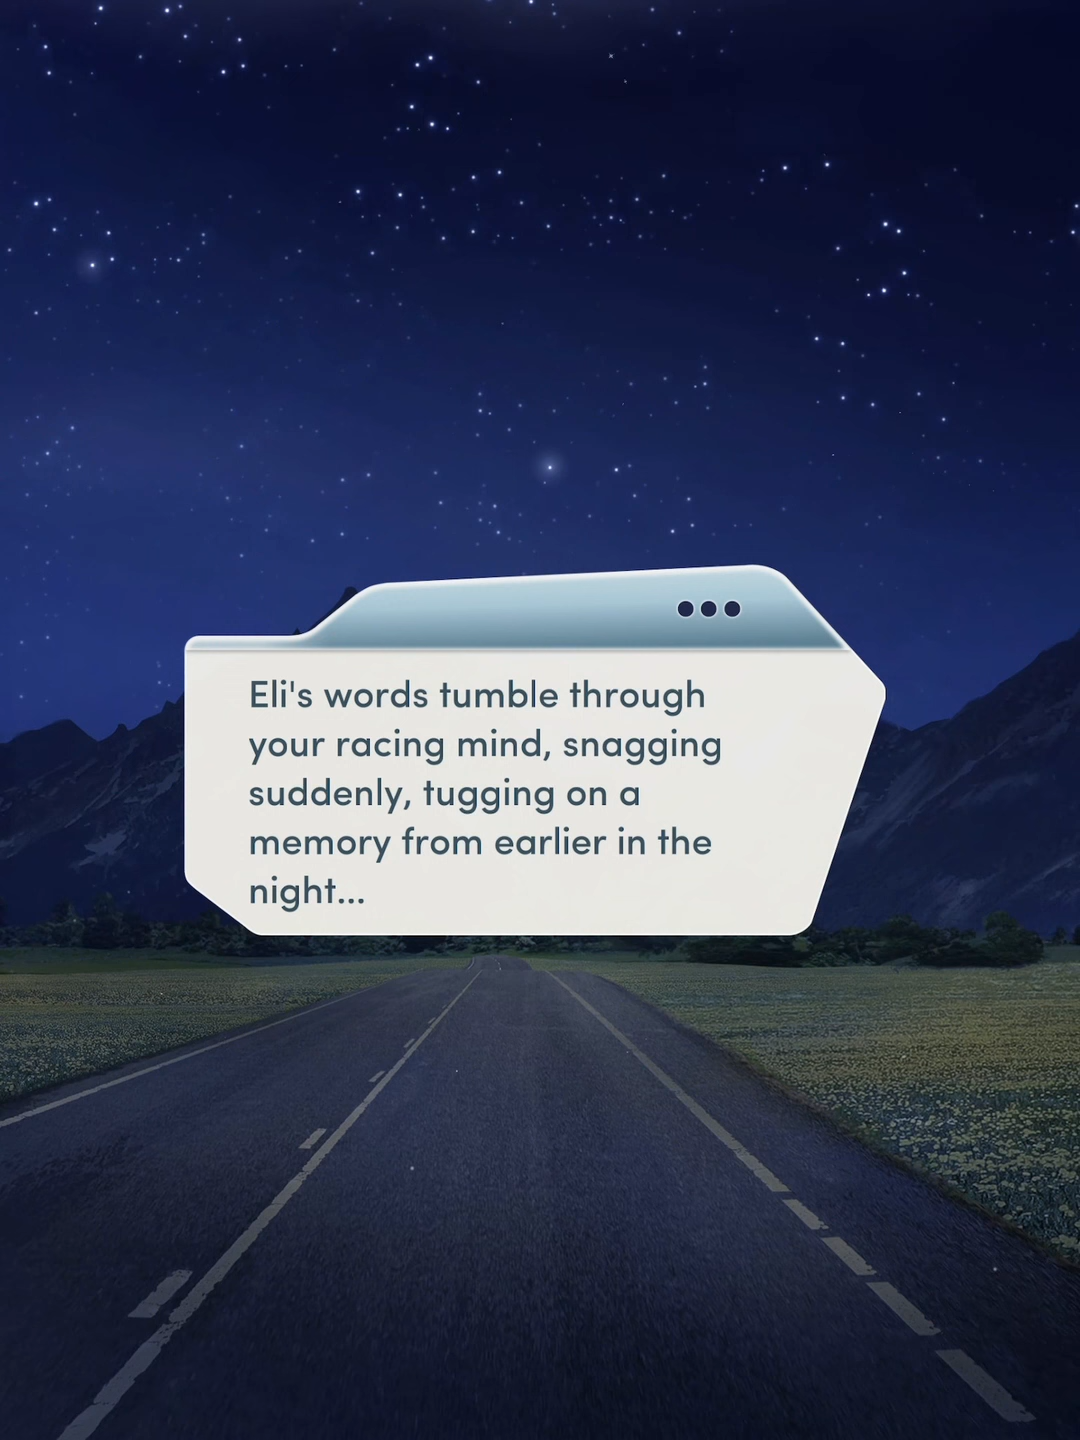 Eli's words tumble through
your racing mind, snagging
suddenly, tugging on a
memory from earlier in the
night...